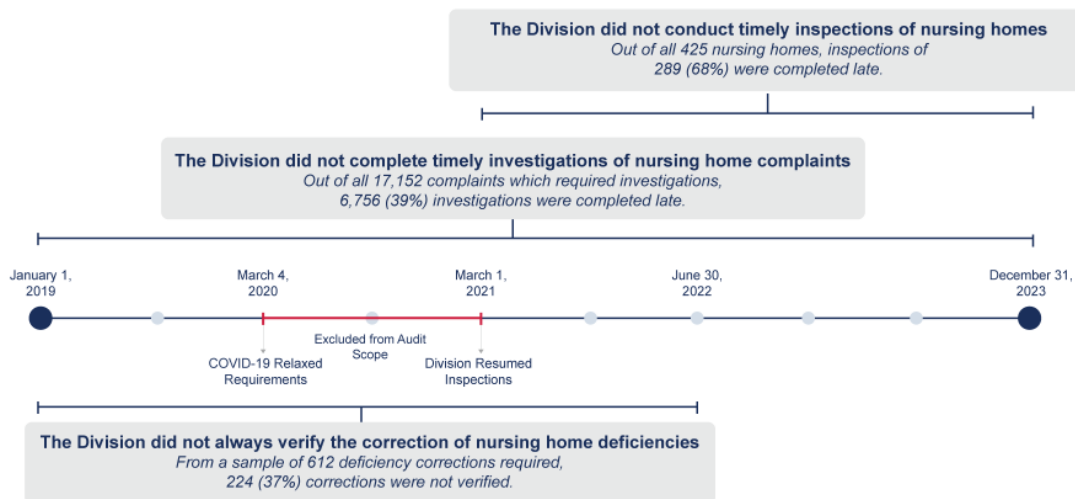 The Division did not conduct timely inspections of nursing homes
Out of all 425 nursing homes, inspections of
289 (68%) were completed late.
The Division did not complete timely investigations of nursing home complaints
Out of all 17,152 complaints which required investigations,
6,756 (39%) investigations were completed late.
January 1,
2019
March 4,
2020
March 1,
2021
June 30,
2022
December 31,
2023
Excluded from Audit
Scope
COVID-19 Relaxed
Requirements
Division Resumed
Inspections
The Division did not always verify the correction of nursing home deficiencies
From a sample of 612 deficiency corrections required,
224 (37%) corrections were not verified.